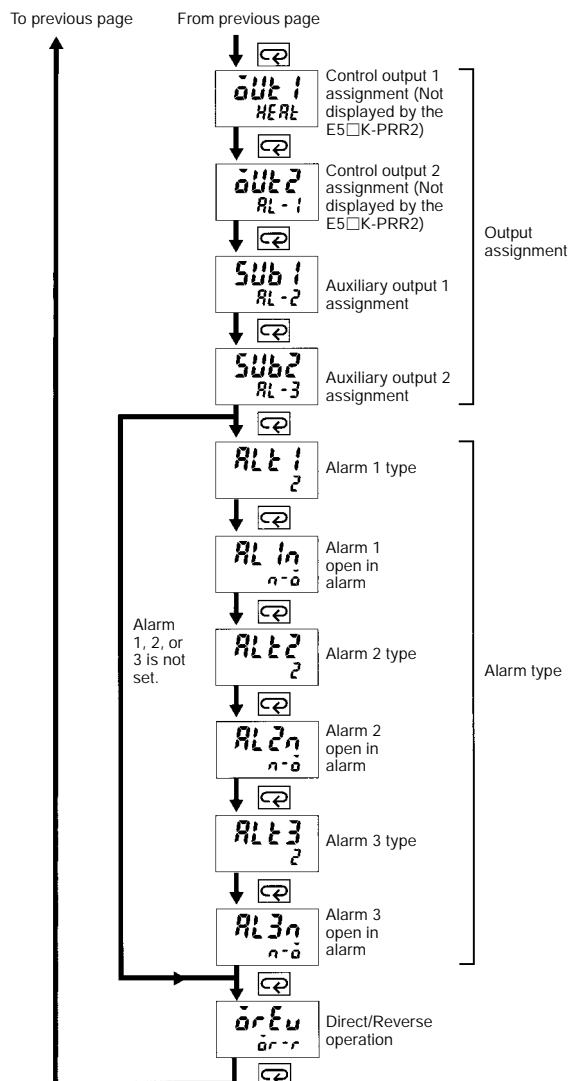 To previous page
From previous page
out1
HEAt
Control output 1
assignment (Not
displayed by the
E5□K-PRR2)
out2
AL-1
Control output 2
assignment (Not
displayed by the
E5□K-PRR2)
Output
assignment
SUb1
AL-2
Auxiliary output 1
assignment
SUb2
AL-3
Auxiliary output 2
assignment
ALt1
2
Alarm 1 type
AL1n
n-o
Alarm 1
open in
alarm
Alarm
1, 2, or
3 is not
set.
ALt2
2
Alarm 2 type
Alarm type
AL2n
n-o
Alarm 2
open in
alarm
ALt3
2
Alarm 3 type
AL3n
n-o
Alarm 3
open in
alarm
orEv
or-r
Direct/Reverse
operation